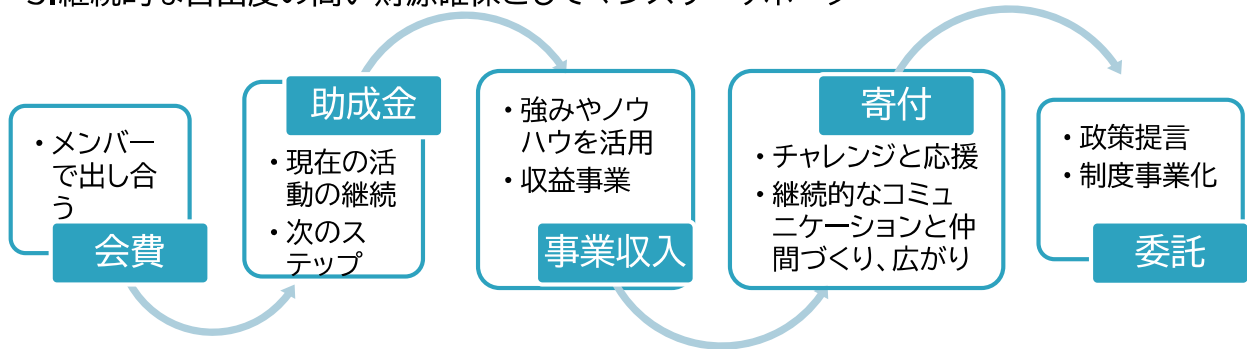 ・メンバー
で出し合
う
会費
助成金
・現在の活
動の継続
・次のス
テップ
・強みやノウ
ハウを活用
・収益事業
事業収入
寄付
・チャレンジと応援
・継続的なコミュ
ニケーションと仲
間づくり、広がり
・政策提言
・制度事業化
委託